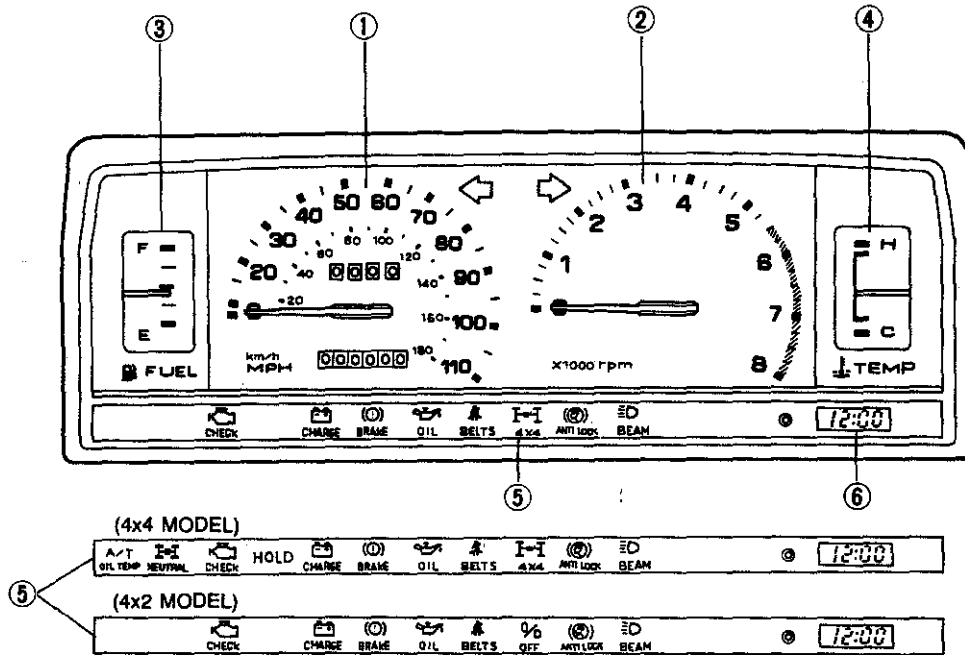 ③ ① ② ④
F
E
FUEL
20 30 40 50 60 70 80 90 100 110
20 40 60 80 100 120 140 160 180
0000
km/h
MPH
000000
1 2 3 4 5 6 7 8
X1000 rpm
H
C
TEMP
CHECK CHARGE BRAKE OIL BELTS 4X4 ANTI LOCK BEAM 12:00
⑤ ⑥
(4x4 MODEL)
A/T OIL TEMP NEUTRAL CHECK HOLD CHARGE BRAKE OIL BELTS 4X4 ANTI LOCK BEAM 12:00
⑤
(4x2 MODEL)
CHECK CHARGE BRAKE OIL BELTS O/D OFF ANTI LOCK BEAM 12:00